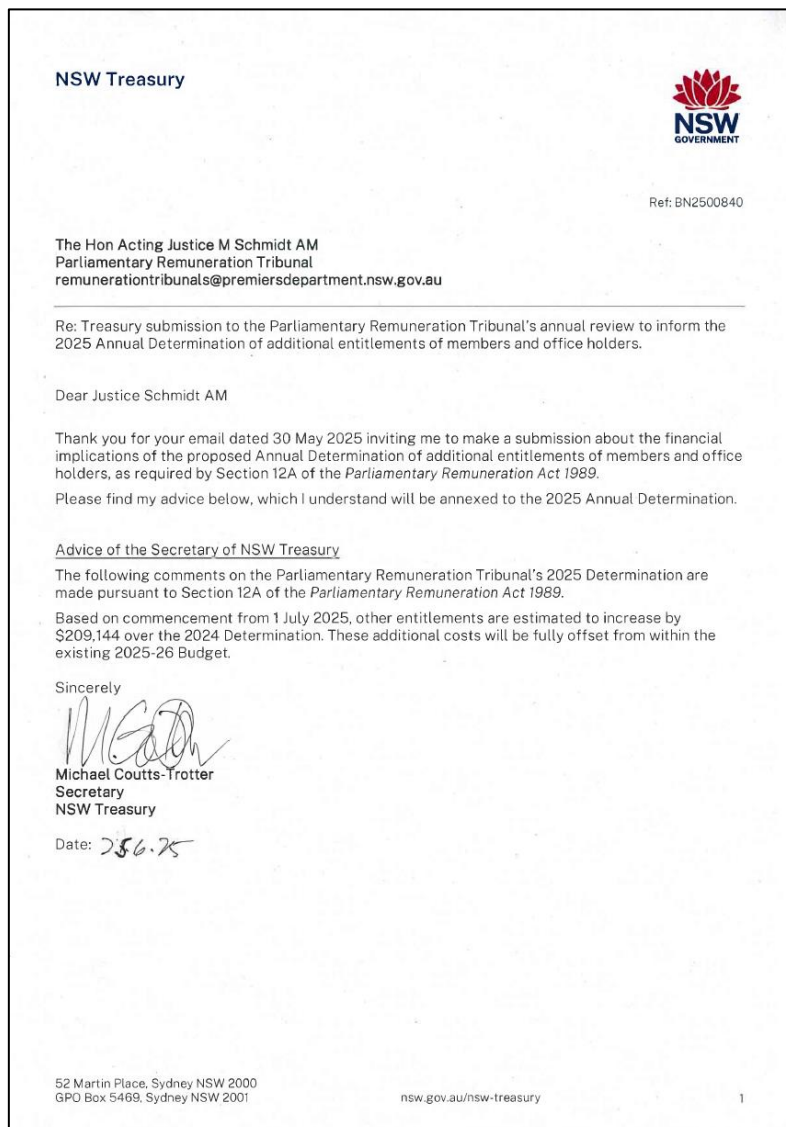 NSW Treasury
NSW
GOVERNMENT
Ref: BN2500840
The Hon Acting Justice M Schmidt AM
Parliamentary Remuneration Tribunal
remunerationtribunals@premiersdepartment.nsw.gov.au
Re: Treasury submission to the Parliamentary Remuneration Tribunal's annual review to inform the
2025 Annual Determination of additional entitlements of members and office holders.
Dear Justice Schmidt AM
Thank you for your email dated 30 May 2025 inviting me to make a submission about the financial
implications of the proposed Annual Determination of additional entitlements of members and office
holders, as required by Section 12A of the Parliamentary Remuneration Act 1989.
Please find my advice below, which I understand will be annexed to the 2025 Annual Determination.
Advice of the Secretary of NSW Treasury
The following comments on the Parliamentary Remuneration Tribunal's 2025 Determination are
made pursuant to Section 12A of the Parliamentary Remuneration Act 1989.
Based on commencement from 1 July 2025, other entitlements are estimated to increase by
$209,144 over the 2024 Determination. These additional costs will be fully offset from within the
existing 2025-26 Budget.
Sincerely
Michael Coutts-Trotter
Secretary
NSW Treasury
Date:
52 Martin Place, Sydney NSW 2000
GPO Box 5469, Sydney NSW 2001
nsw.gov.au/nsw-treasury
1